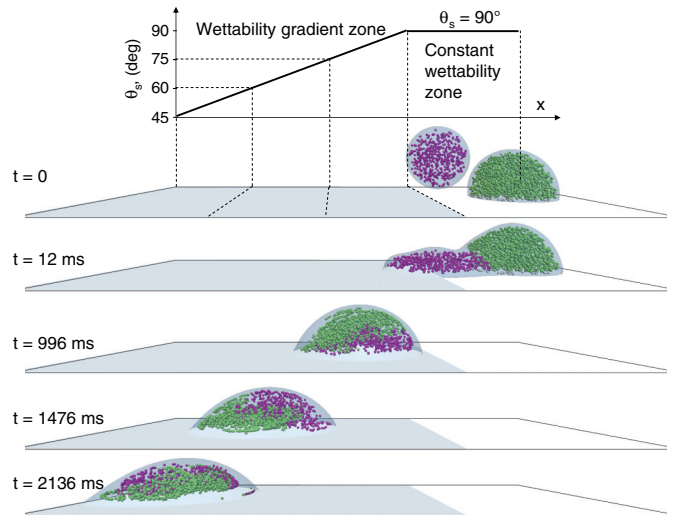 θs = 90°
Wettability gradient zone
90
Constant
wettability
zone
75
60
45
θs, (deg)
x
t = 0
t = 12 ms
t = 996 ms
t = 1476 ms
t = 2136 ms